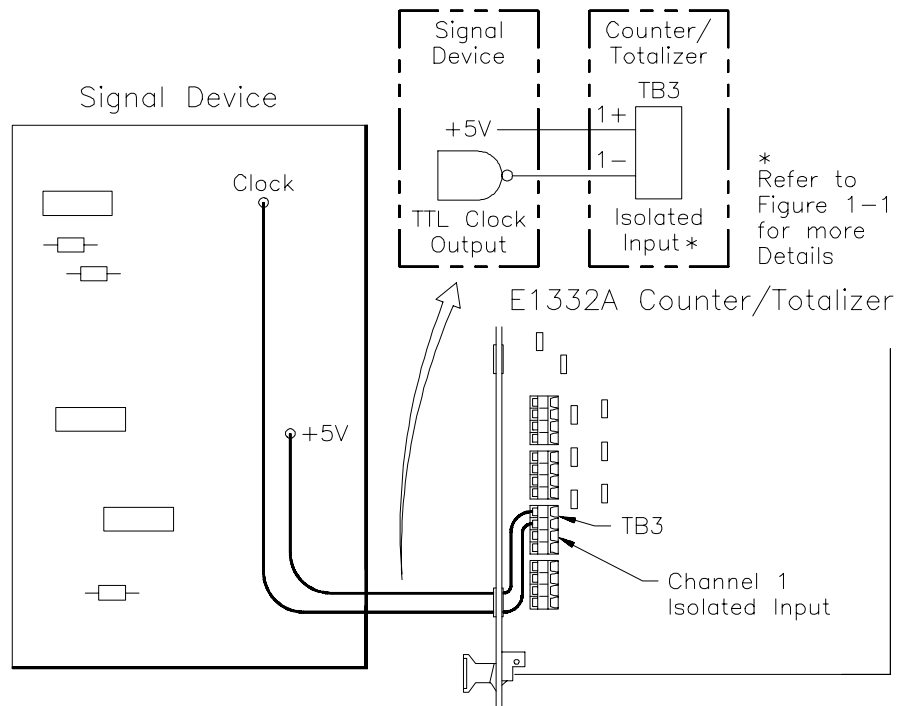 Signal
Device
Counter/
Totalizer
TB3
+5V
1+
1-
TTL Clock
Output
Isolated
Input*
*
Refer to
Figure 1-1
for more
Details
Signal Device
Clock
+5V
E1332A Counter/Totalizer
TB3
Channel 1
Isolated Input